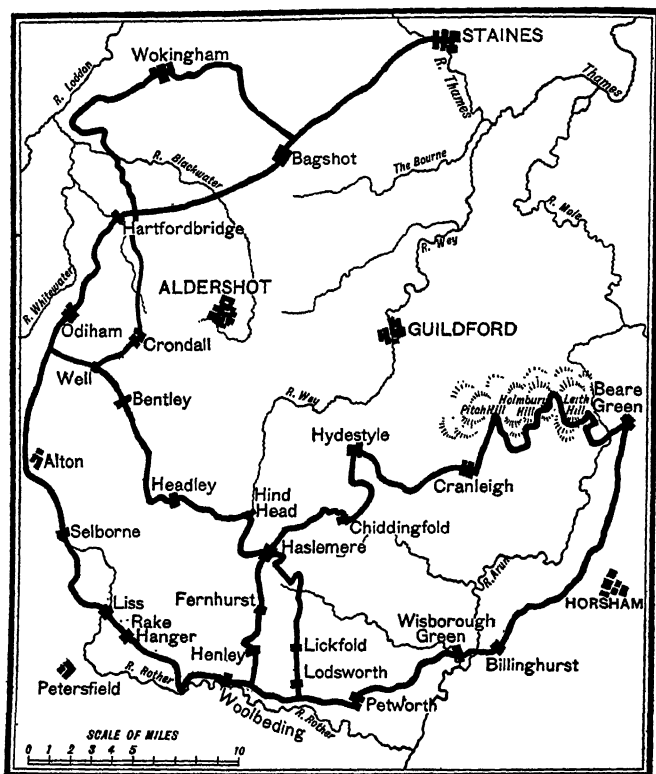 STAINES
Wokingham
R. Loddon
R. Thames
Thames
R. Blackwater
Bagshot
The Bourne
R. Mole
Hartfordbridge
R. Wey
R. Whitewater
ALDERSHOT
Odiham
Crondall
GUILDFORD
Well
Bentley
R. Wey
Pitch Hill
Holmbury
Hill
Leith
Hill
Beare
Green
Hydestyle
Alton
Cranleigh
Headley
Hind
Head
Chiddingfold
Selborne
Haslemere
R. Arun
HORSHAM
Liss
Rake
Hanger
Fernhurst
Wisborough
Green
Lickfold
Billinghurst
Henley
Lodsworth
Petersfield
R. Rother
Woolbeding
R. Rother
Petworth
SCALE OF MILES
0 1 2 3 4 5 10